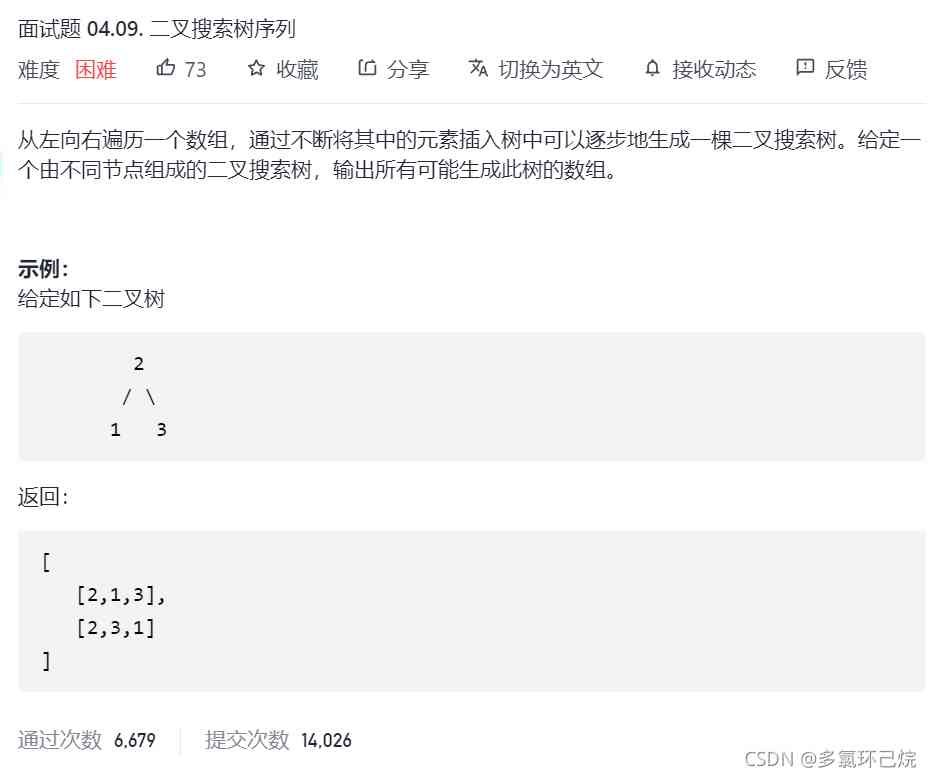 面试题 04.09. 二叉搜索树序列
难度 困难 73 收藏 分享 切换为英文 接收动态 反馈
从左向右遍历一个数组，通过不断将其中的元素插入树中可以逐步地生成一棵二叉搜索树。给定一
个由不同节点组成的二叉搜索树，输出所有可能生成此树的数组。
示例：
给定如下二叉树
2
/ \
1 3
返回：
[
[2,1,3],
[2,3,1]
]
通过次数 6,679 提交次数 14,026
CSDN @多氯环己烷